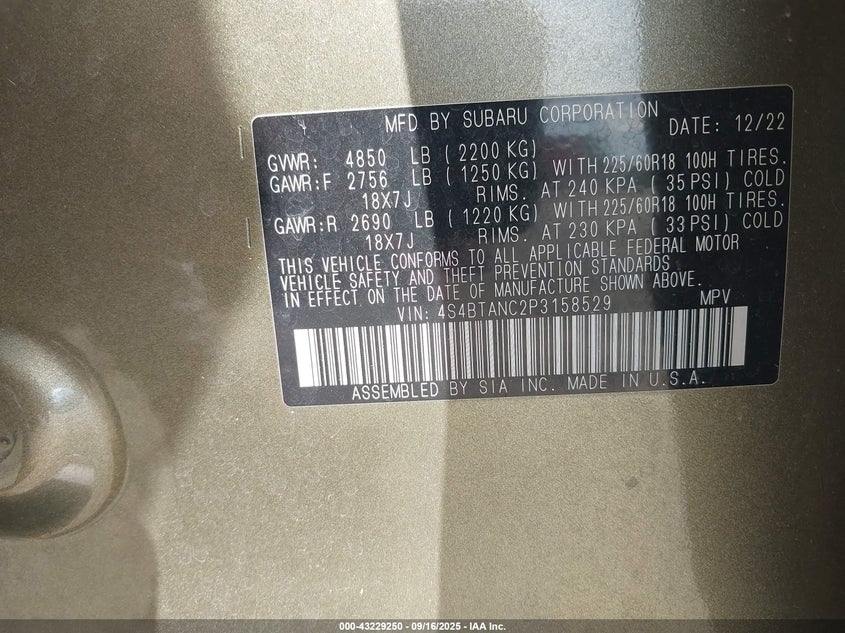 MFD BY SUBARU CORPORATION DATE: 12/22
GVWR: 4850 LB (2200 KG)
GAWR:F 2756 LB (1250 KG) WITH 225/60R18 100H TIRES.
18X7J RIMS. AT 240 KPA (35 PSI) COLD
GAWR:R 2690 LB (1220 KG) WITH 225/60R18 100H TIRES.
18X7J RIMS. AT 230 KPA (33 PSI) COLD
THIS VEHICLE CONFORMS TO ALL APPLICABLE FEDERAL MOTOR
VEHICLE SAFETY AND THEFT PREVENTION STANDARDS
IN EFFECT ON THE DATE OF MANUFACTURE SHOWN ABOVE.
VIN: 4S4BTANC2P3158529 MPV
ASSEMBLED BY SIA INC. MADE IN U.S.A.
000-43229250 - 09/16/2025 - IAA Inc.